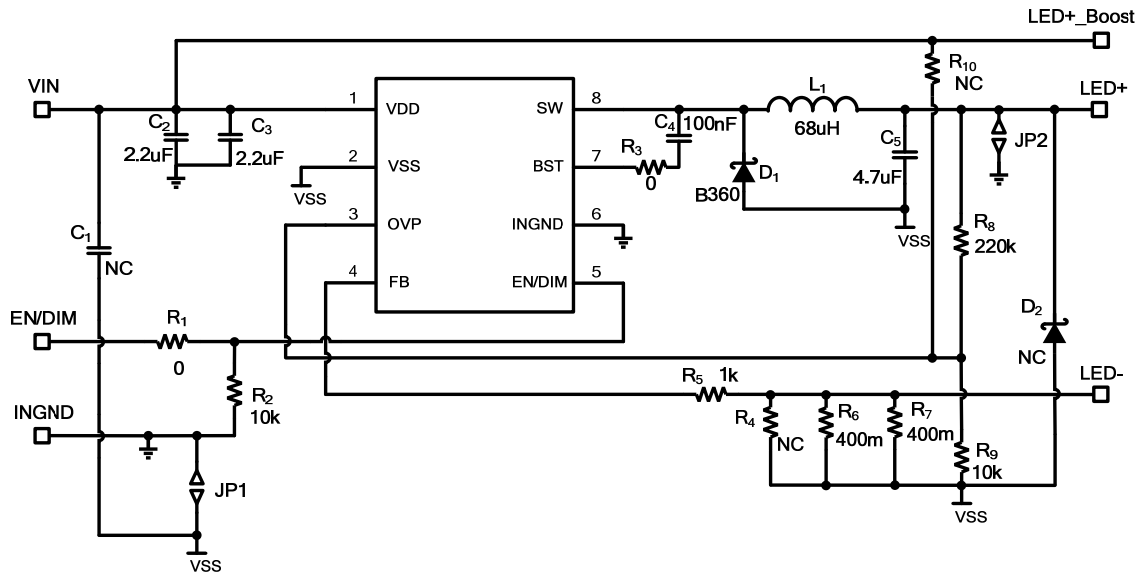 LED+_Boost
R10
NC
VIN
LED+
1
VDD
SW
8
L1
68uH
C2
2.2uF
C3
2.2uF
C4
100nF
C5
4.7uF
JP2
2
VSS
VSS
R3
0
7
BST
D1
B360
3
OVP
INGND
6
VSS
R8
220k
C1
NC
4
FB
EN/DIM
5
EN/DIM
R1
0
D2
NC
R2
10k
R5
1k
LED-
INGND
R4
NC
R6
400m
R7
400m
R9
10k
JP1
VSS
VSS